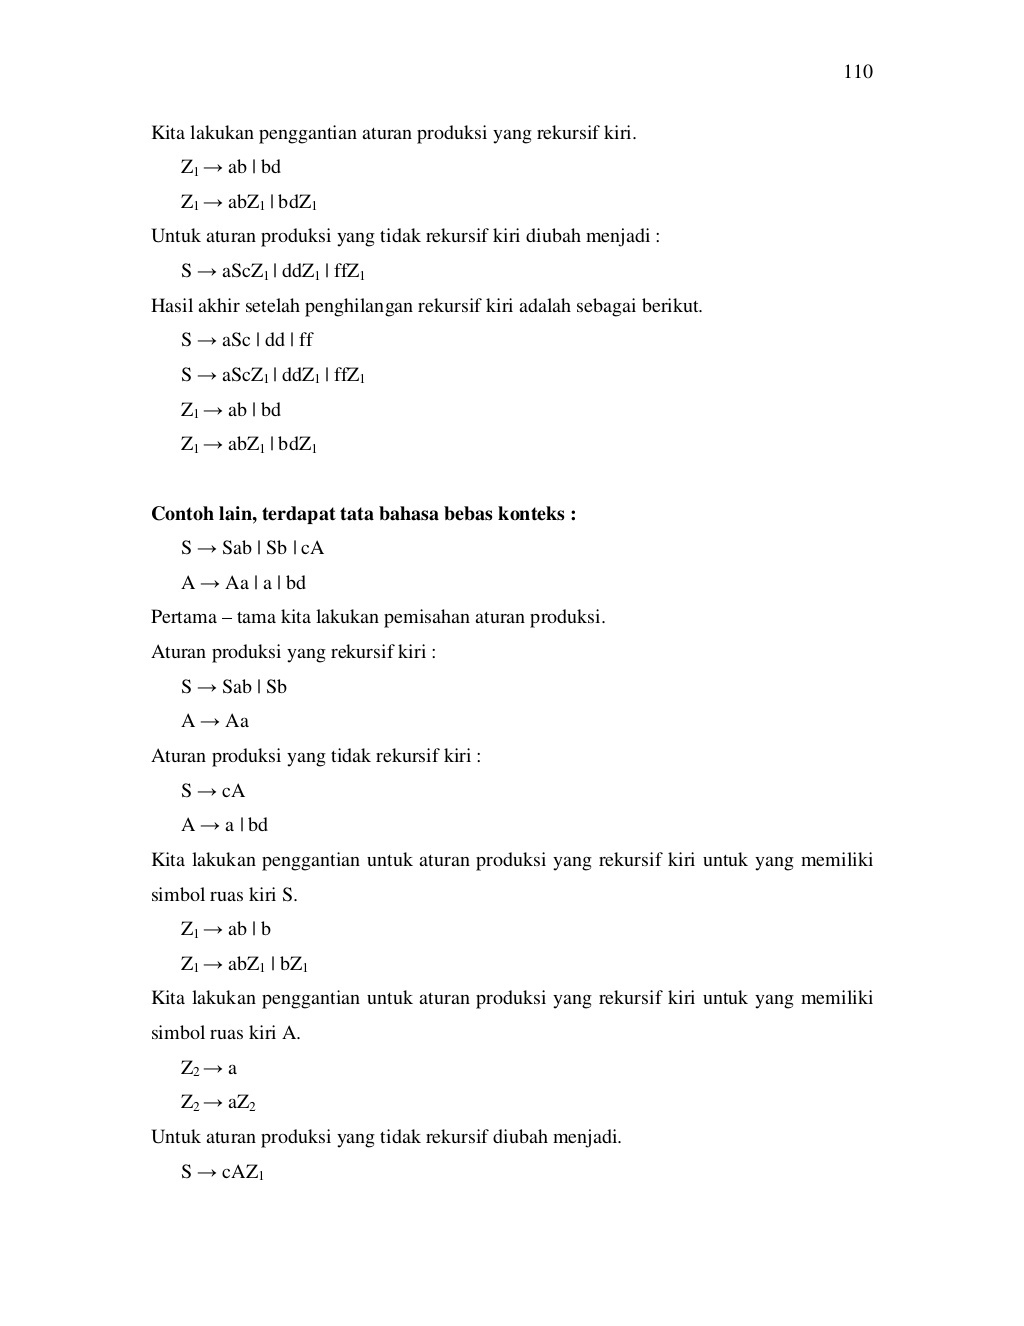 110
Kita lakukan penggantian aturan produksi yang rekursif kiri.
Z₁ → ab | bd
Z₁ → abZ₁ | bdZ₁
Untuk aturan produksi yang tidak rekursif kiri diubah menjadi :
S → aScZ₁ | ddZ₁ | ffZ₁
Hasil akhir setelah penghilangan rekursif kiri adalah sebagai berikut.
S → aSc | dd | ff
S → aScZ₁ | ddZ₁ | ffZ₁
Z₁ → ab | bd
Z₁ → abZ₁ | bdZ₁
Contoh lain, terdapat tata bahasa bebas konteks :
S → Sab | Sb | cA
A → Aa | a | bd
Pertama – tama kita lakukan pemisahan aturan produksi.
Aturan produksi yang rekursif kiri :
S → Sab | Sb
A → Aa
Aturan produksi yang tidak rekursif kiri :
S → cA
A → a | bd
Kita lakukan penggantian untuk aturan produksi yang rekursif kiri untuk yang memiliki
simbol ruas kiri S.
Z₁ → ab | b
Z₁ → abZ₁ | bZ₁
Kita lakukan penggantian untuk aturan produksi yang rekursif kiri untuk yang memiliki
simbol ruas kiri A.
Z₂ → a
Z₂ → aZ₂
Untuk aturan produksi yang tidak rekursif diubah menjadi.
S → cAZ₁